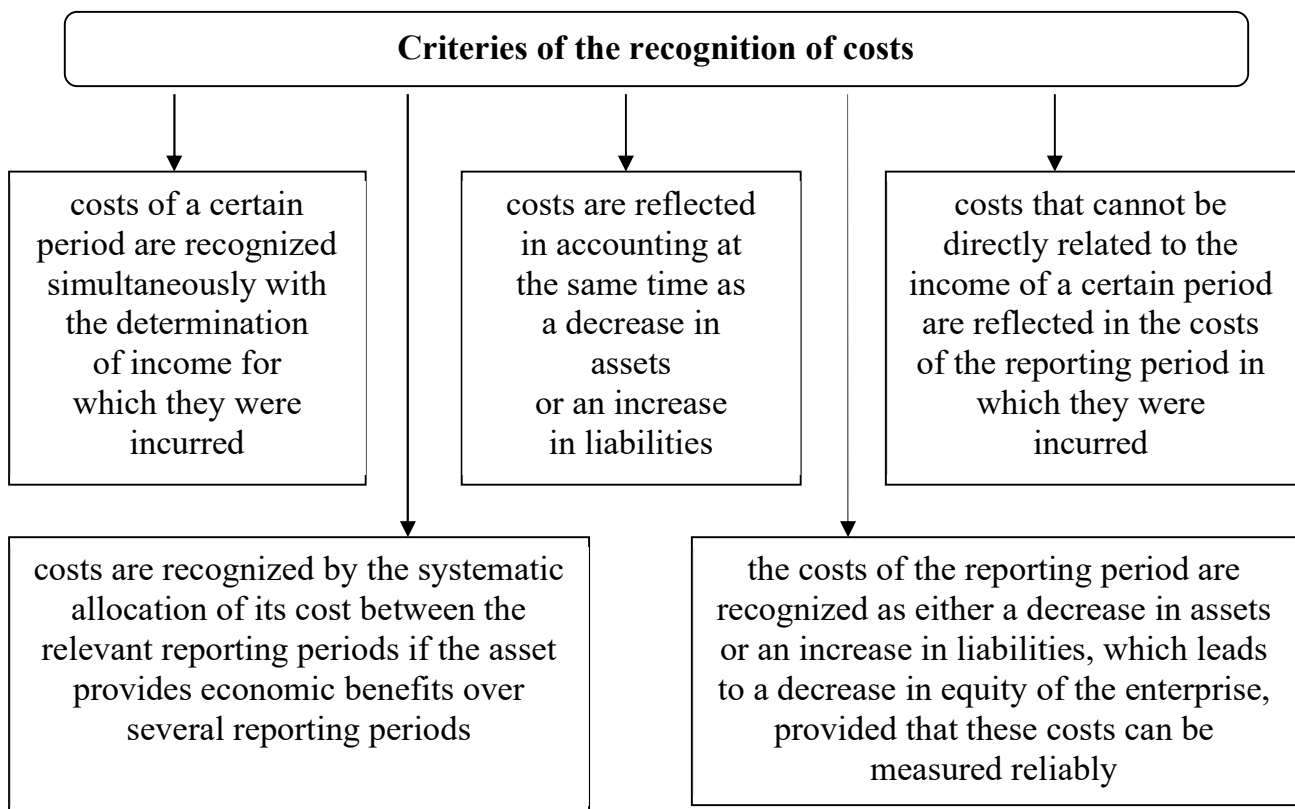 Criteries of the recognition of costs
costs of a certain
period are recognized
simultaneously with
the determination
of income for
which they were
incurred
costs are reflected
in accounting at
the same time as
a decrease in
assets
or an increase
in liabilities
costs that cannot be
directly related to the
income of a certain period
are reflected in the costs
of the reporting period in
which they were
incurred
costs are recognized by the systematic
allocation of its cost between the
relevant reporting periods if the asset
provides economic benefits over
several reporting periods
the costs of the reporting period are
recognized as either a decrease in assets
or an increase in liabilities, which leads
to a decrease in equity of the enterprise,
provided that these costs can be
measured reliably